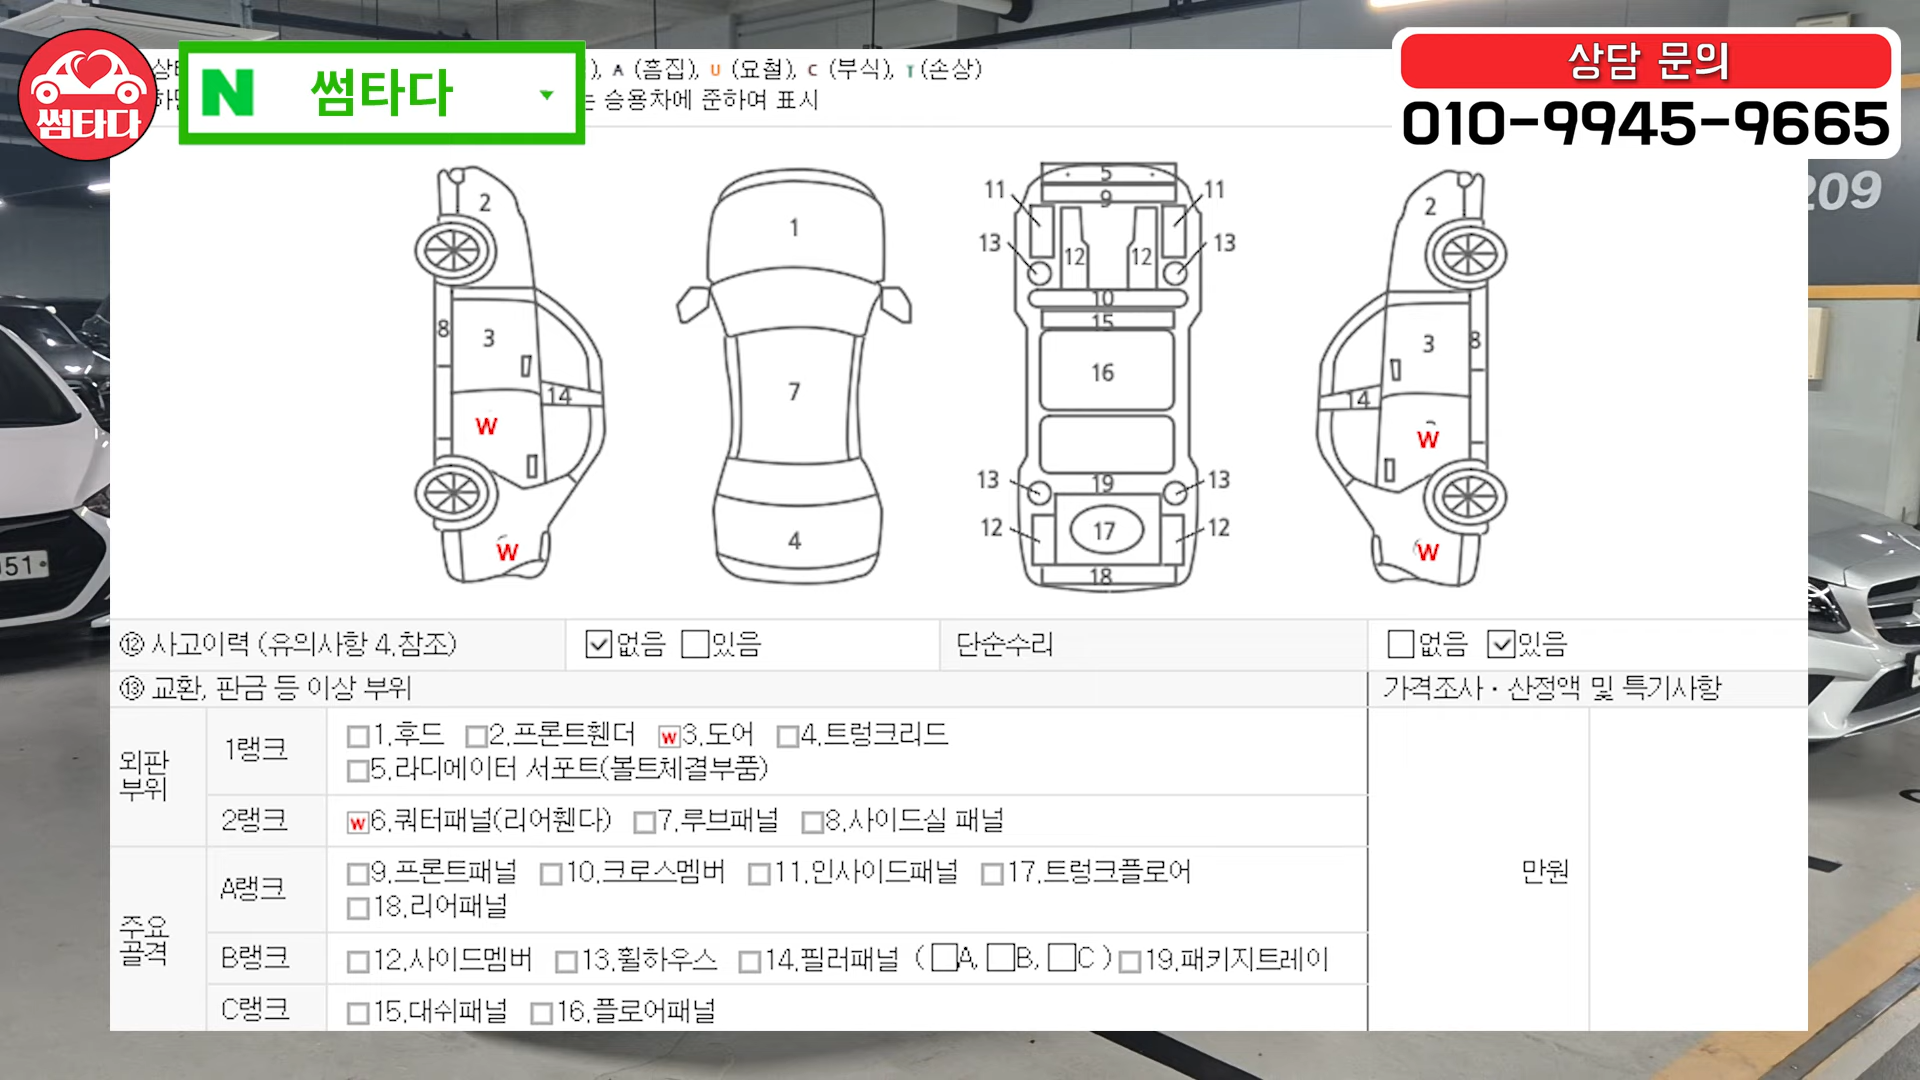 썸타다
N 썸타다
상담 문의
010-9945-9665
), A (흠집), U (요철), C (부식), T (손상)
는 승용차에 준하여 표시
209
51
2
8
3
14
W
W
1
7
4
11
5
11
9
13
13
12
12
10
15
16
13
19
13
12
17
12
18
2
8
3
14
W
W
⑫ 사고이력 (유의사항 4.참조)
없음 있음
단순수리
없음 있음
⑬ 교환, 판금 등 이상 부위
가격조사 · 산정액 및 특기사항
외판 부위
1랭크
1.후드 2.프론트휀더 W 3.도어 4.트렁크리드
5.라디에이터 서포트(볼트체결부품)
2랭크
W 6.쿼터패널(리어휀다) 7.루브패널 8.사이드실 패널
주요 골격
A랭크
9.프론트패널 10.크로스멤버 11.인사이드패널 17.트렁크플로어
18.리어패널
B랭크
12.사이드멤버 13.휠하우스 14.필러패널 ( A, B, C ) 19.패키지트레이
C랭크
15.대쉬패널 16.플로어패널
만원